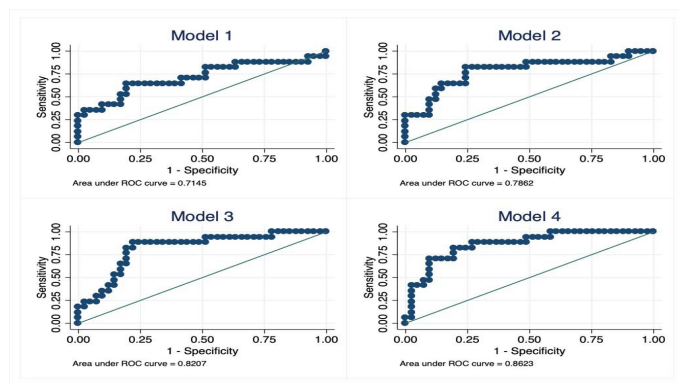 Model 1
Sensitivity
0.00 0.25 0.50 0.75 1.00
0.00 0.25 0.50 0.75 1.00
1 - Specificity
Area under ROC curve = 0.7145
Model 2
Sensitivity
0.00 0.25 0.50 0.75 1.00
0.00 0.25 0.50 0.75 1.00
1 - Specificity
Area under ROC curve = 0.7862
Model 3
Sensitivity
0.00 0.25 0.50 0.75 1.00
0.00 0.25 0.50 0.75 1.00
1 - Specificity
Area under ROC curve = 0.8207
Model 4
Sensitivity
0.00 0.25 0.50 0.75 1.00
0.00 0.25 0.50 0.75 1.00
1 - Specificity
Area under ROC curve = 0.8623